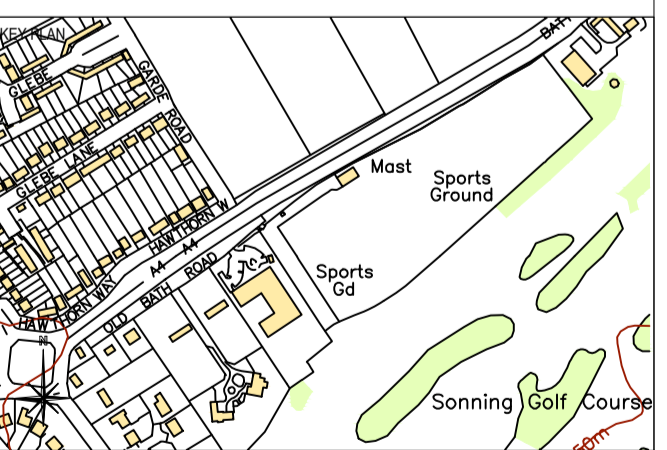 KEY PLAN
BATH
GLEBE
GARDE ROAD
GLEBE LANE
Mast
Sports
Ground
HAWTHORN W
A4 A4
Sports
Gd
OLD BATH ROAD
HAWTHORN WAY
N
Sonning Golf Course
50m